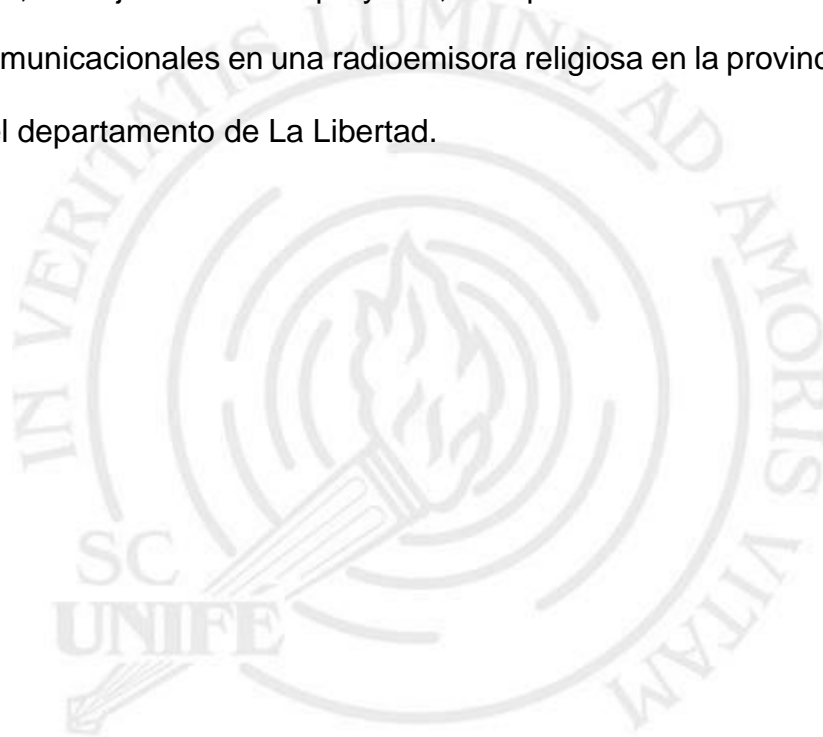 municacionales en una radioemisora religiosa en la provinc
l departamento de La Libertad.
IN VERITATIS LUMINE AD AMORIS VITAM
SC
UNIFE